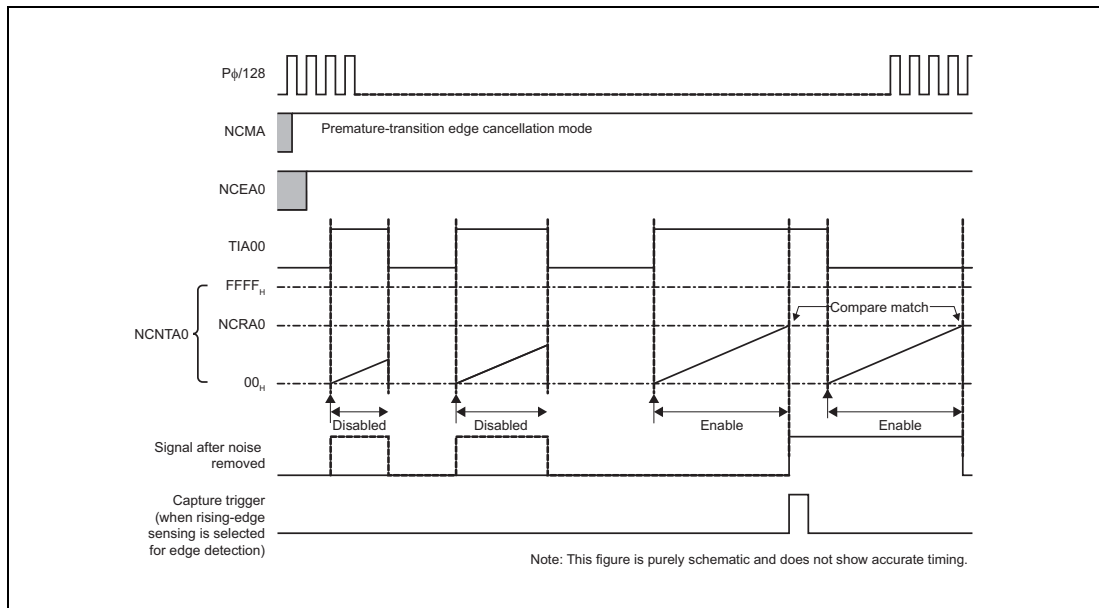 Pϕ/128
NCMA
Premature-transition edge cancellation mode
NCEA0
TIA00
FFFFH
NCNTA0
NCRA0
Compare match
00H
Disabled
Disabled
Enable
Enable
Signal after noise
removed
Capture trigger
(when rising-edge
sensing is selected
for edge detection)
Note: This figure is purely schematic and does not show accurate timing.